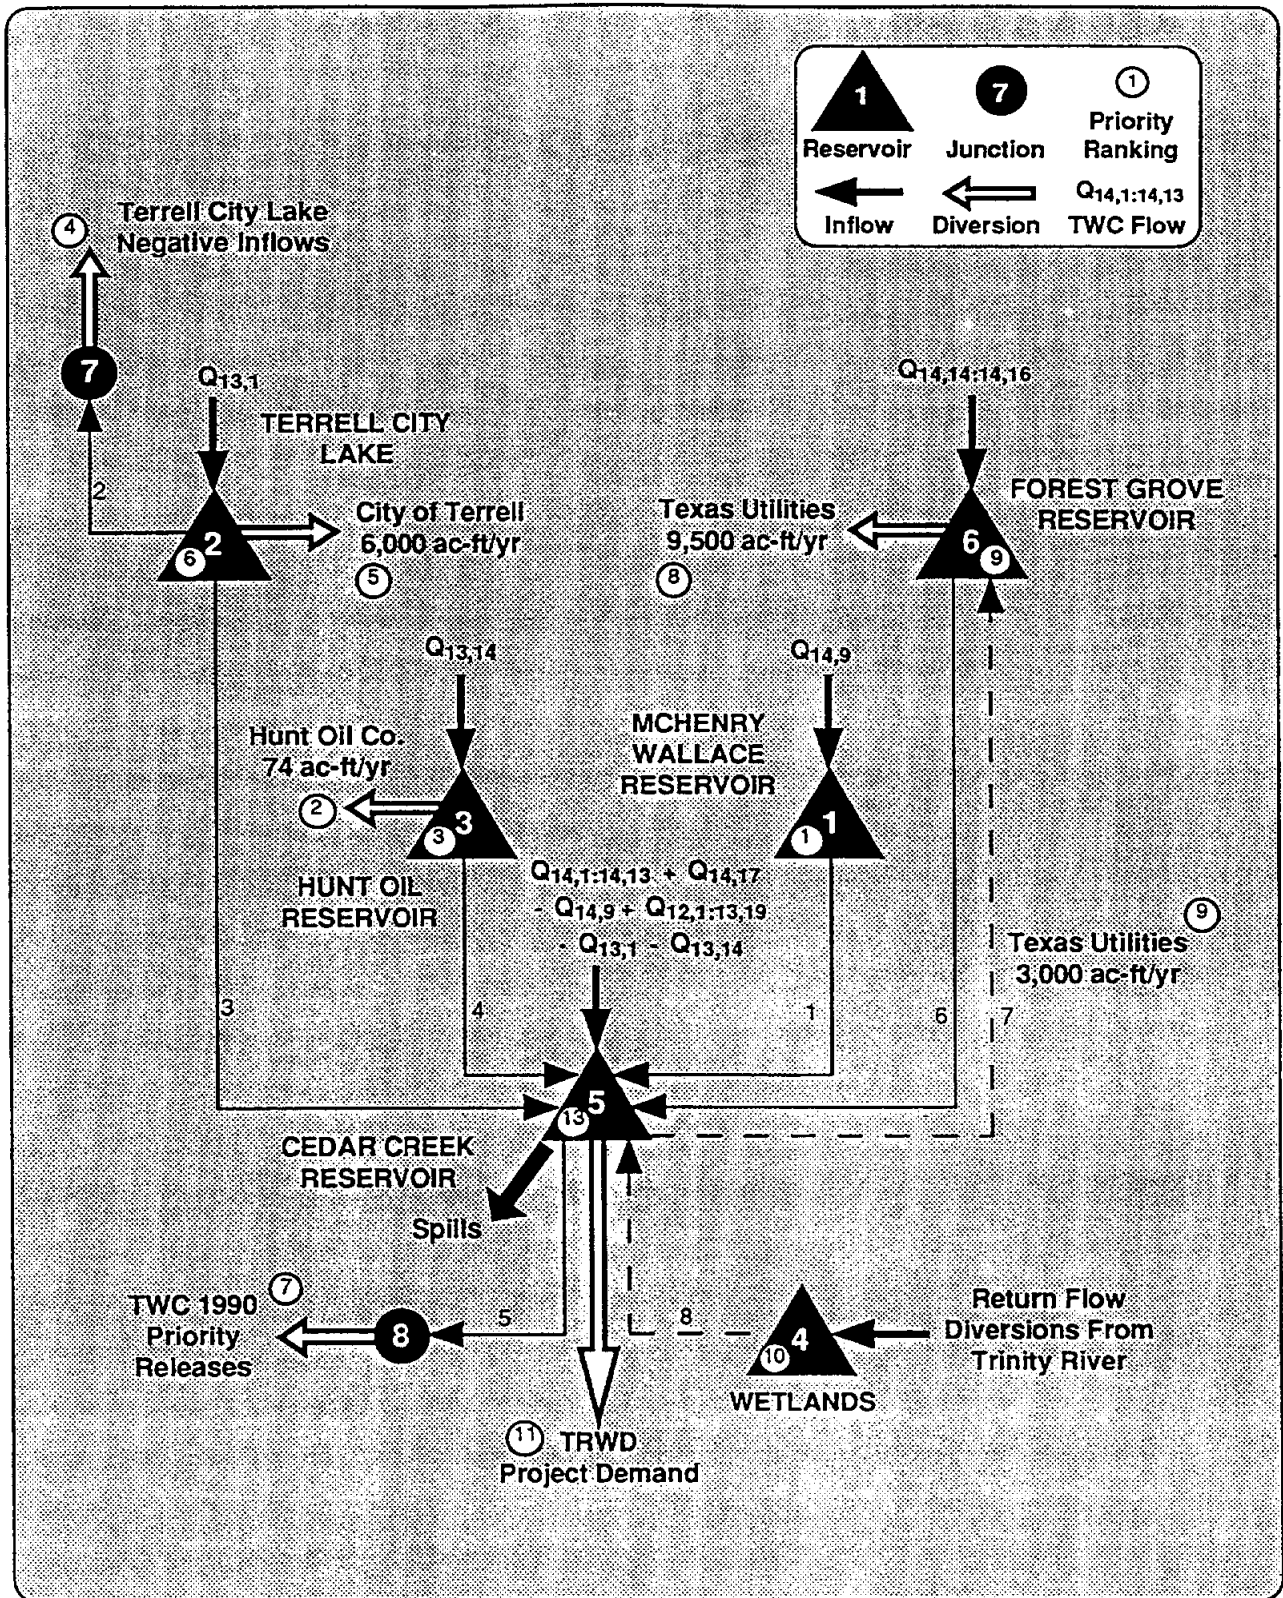 1
7
1
Reservoir
Junction
Priority
Ranking
Inflow
Diversion
Q14,1:14,13
TWC Flow
4
Terrell City Lake
Negative Inflows
7
2
Q13,1
TERRELL CITY
LAKE
2
6
City of Terrell
6,000 ac-ft/yr
5
Q14,14:14,16
FOREST GROVE
RESERVOIR
Texas Utilities
9,500 ac-ft/yr
8
6
9
Q13,14
Hunt Oil Co.
74 ac-ft/yr
2
3
3
HUNT OIL
RESERVOIR
Q14,9
MCHENRY
WALLACE
RESERVOIR
1
1
Q14,1:14,13 + Q14,17
- Q14,9 + Q12,1:13,19
- Q13,1 - Q13,14
9
Texas Utilities
3,000 ac-ft/yr
3
4
1
6
7
5
13
CEDAR CREEK
RESERVOIR
Spills
7
TWC 1990
Priority
Releases
8
5
8
4
10
WETLANDS
Return Flow
Diversions From
Trinity River
11
TRWD
Project Demand